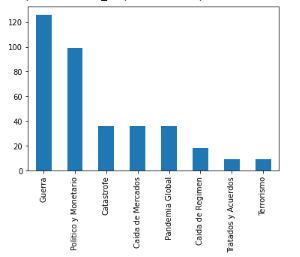 120
100
80
60
40
20
0
Guerra
Politico y Monetario
Catastrofe
Caida de Mercados
Pandemia Global
Caida de Regimen
Tratados y Acuerdos
Terrorismo